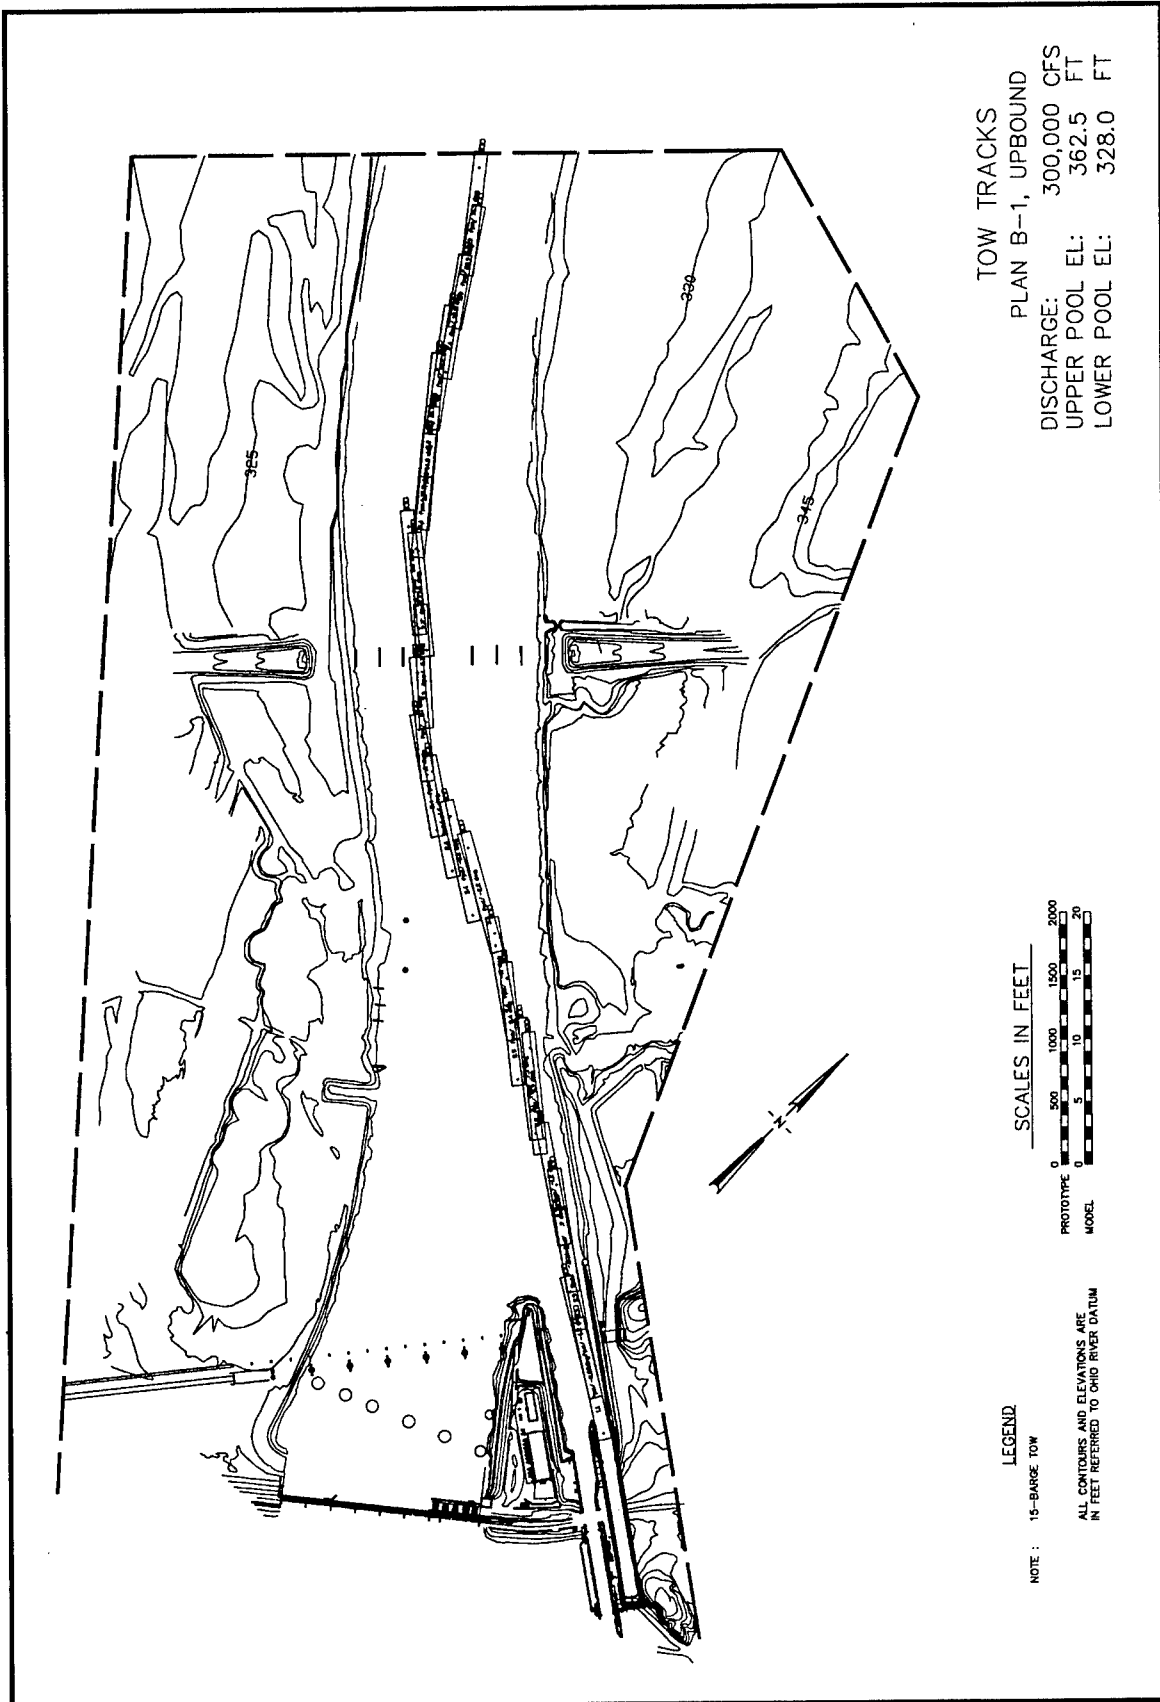 TOW TRACKS
PLAN B-1, UPBOUND
DISCHARGE: 300,000 CFS
UPPER POOL EL: 362.5 FT
LOWER POOL EL: 328.0 FT
325
330
345
N
SCALES IN FEET
PROTOTYPE 0 500 1000 1500 2000
MODEL 0 5 10 15 20
LEGEND
NOTE : 15-BARGE TOW
ALL CONTOURS AND ELEVATIONS ARE
IN FEET REFERRED TO OHIO RIVER DATUM